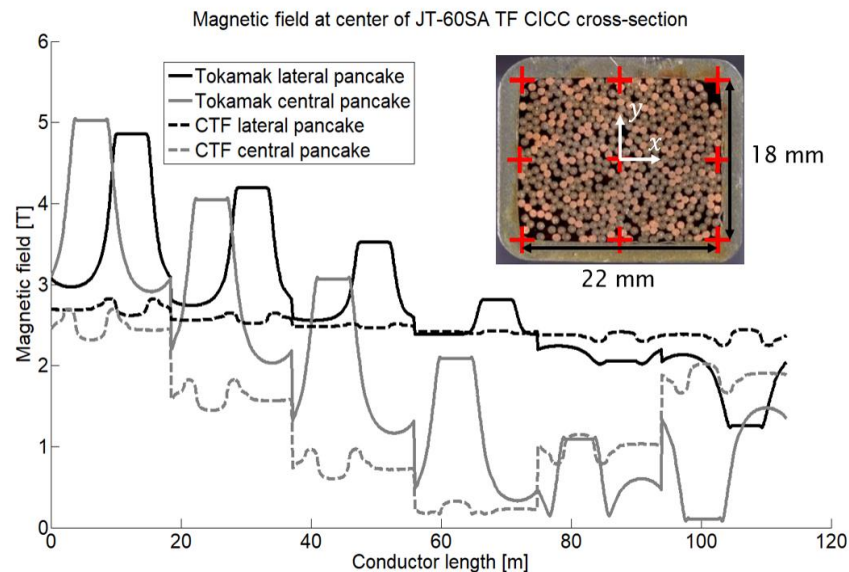 Magnetic field at center of JT-60SA TF CICC cross-section
Magnetic field [T]
6
5
4
3
2
1
0
Tokamak lateral pancake
Tokamak central pancake
CTF lateral pancake
CTF central pancake
y
x
18 mm
22 mm
0
20
40
60
80
100
120
Conductor length [m]